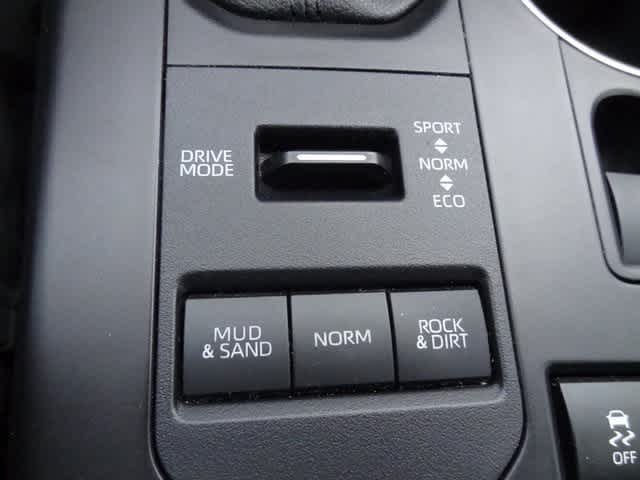 DRIVE
MODE
SPORT
NORM
ECO
MUD
& SAND
NORM
ROCK
& DIRT
OFF